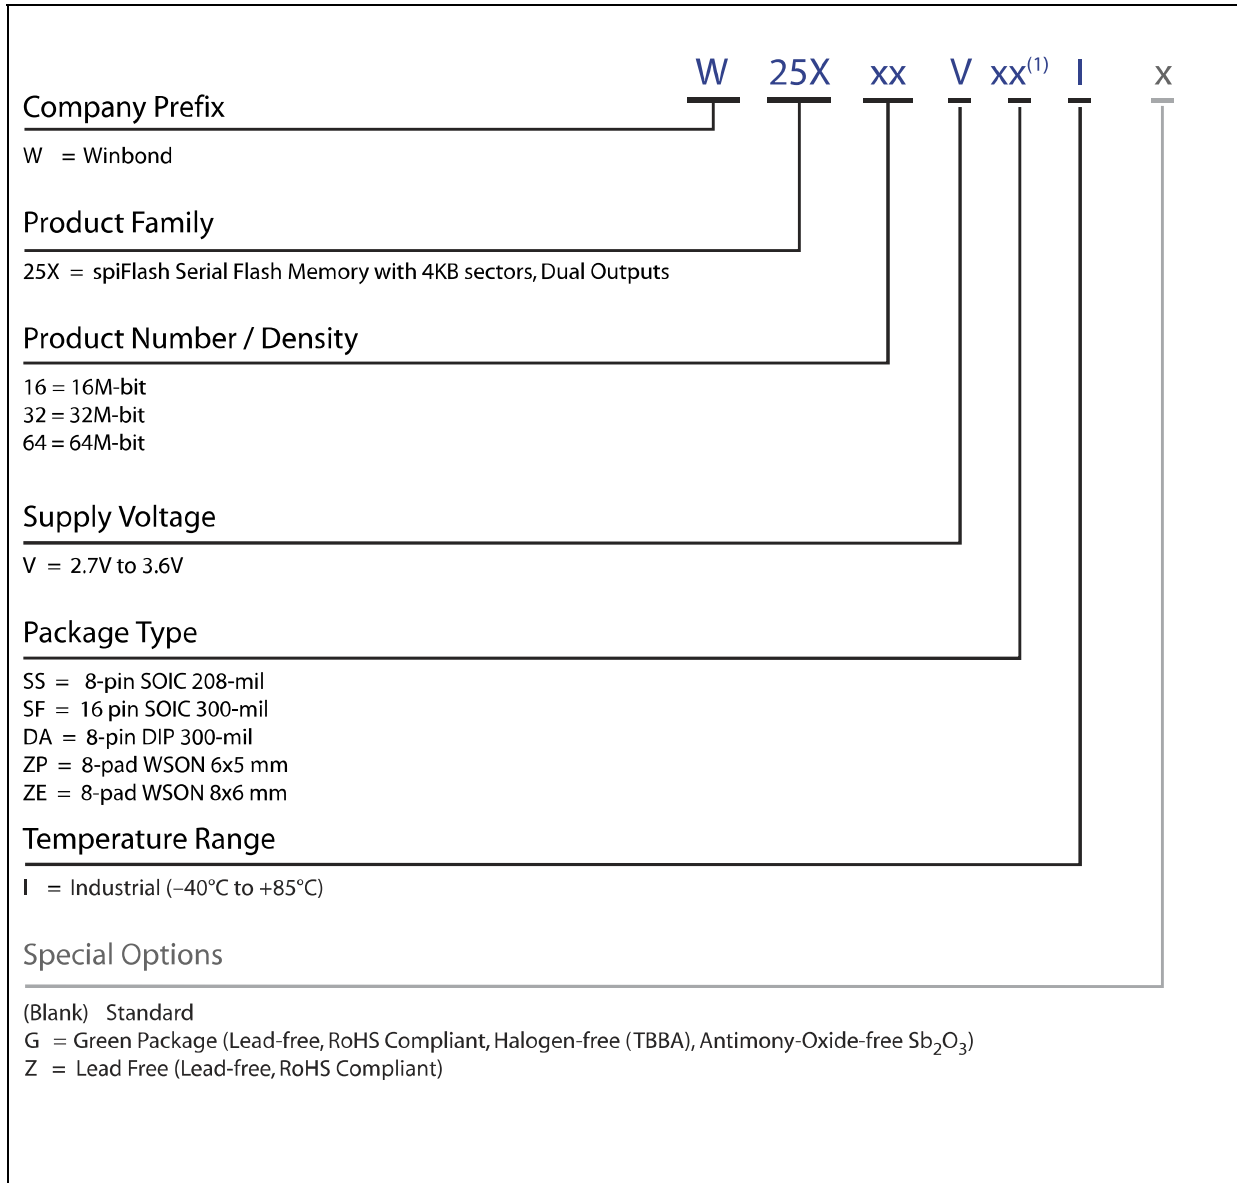 W 25X xx V xx(1) I x
Company Prefix
W = Winbond
Product Family
25X = spiFlash Serial Flash Memory with 4KB sectors, Dual Outputs
Product Number / Density
16 = 16M-bit
32 = 32M-bit
64 = 64M-bit
Supply Voltage
V = 2.7V to 3.6V
Package Type
SS = 8-pin SOIC 208-mil
SF = 16 pin SOIC 300-mil
DA = 8-pin DIP 300-mil
ZP = 8-pad WSON 6x5 mm
ZE = 8-pad WSON 8x6 mm
Temperature Range
I = Industrial (–40°C to +85°C)
Special Options
(Blank) Standard
G = Green Package (Lead-free, RoHS Compliant, Halogen-free (TBBA), Antimony-Oxide-free Sb2O3)
Z = Lead Free (Lead-free, RoHS Compliant)